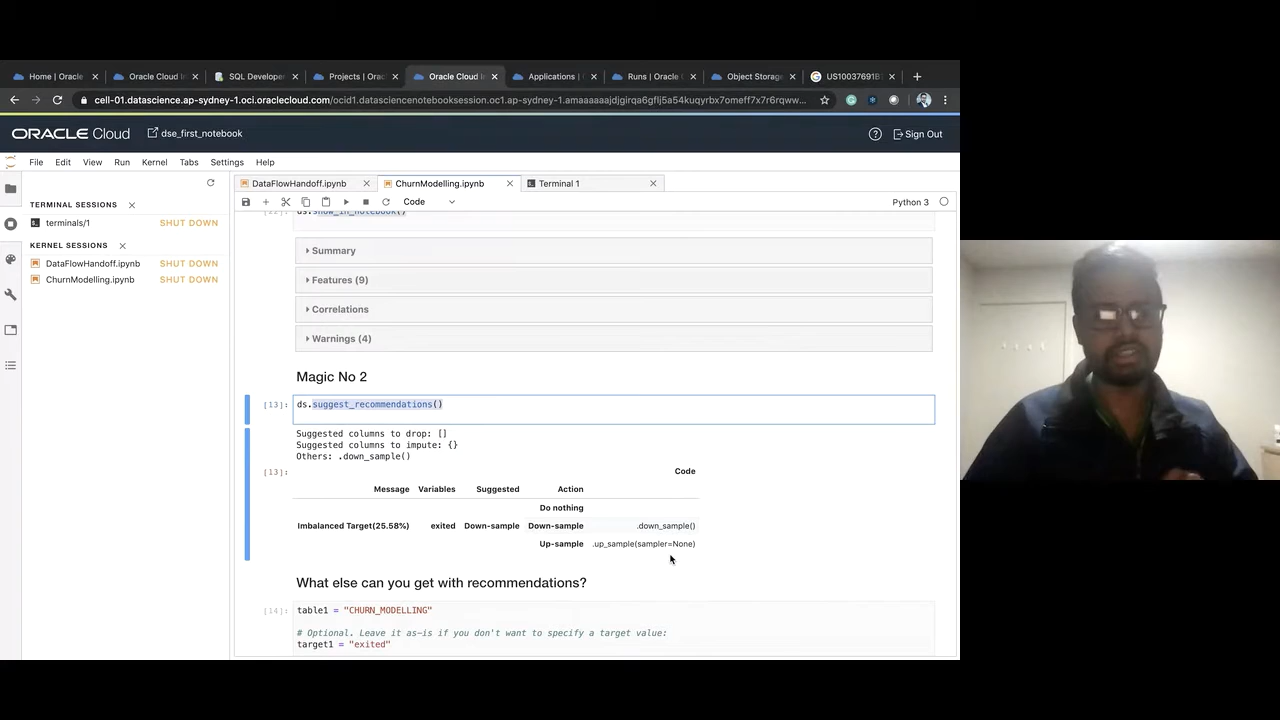 Home | Oracle
Oracle Cloud In
SQL Developer
Projects | Orac
Oracle Cloud In
Applications |
Runs | Oracle
Object Storage
US10037691B1
cell-01.datascience.ap-sydney-1.oci.oraclecloud.com/ocid1.datasciencenotebooksession.oc1.ap-sydney-1.amaaaaaajdjgirqa6gflj5a54kuqyrbx7omeff7x7r6rqww...
ORACLE Cloud
dse_first_notebook
Sign Out
File Edit View Run Kernel Tabs Settings Help
DataFlowHandoff.ipynb
ChurnModelling.ipynb
Terminal 1
TERMINAL SESSIONS
terminals/1 SHUT DOWN
KERNEL SESSIONS
DataFlowHandoff.ipynb SHUT DOWN
ChurnModelling.ipynb SHUT DOWN
Code
Python 3
ds.show_in_notebook()
Summary
Features (9)
Correlations
Warnings (4)
Magic No 2
[13]: ds.suggest_recommendations()
Suggested columns to drop: []
Suggested columns to impute: {}
Others: .down_sample()
[13]:
Code
Message Variables Suggested Action
Do nothing
Imbalanced Target(25.58%) exited Down-sample Down-sample .down_sample()
Up-sample .up_sample(sampler=None)
What else can you get with recommendations?
[14]: table1 = "CHURN_MODELLING"
# Optional. Leave it as-is if you don't want to specify a target value:
target1 = "exited"